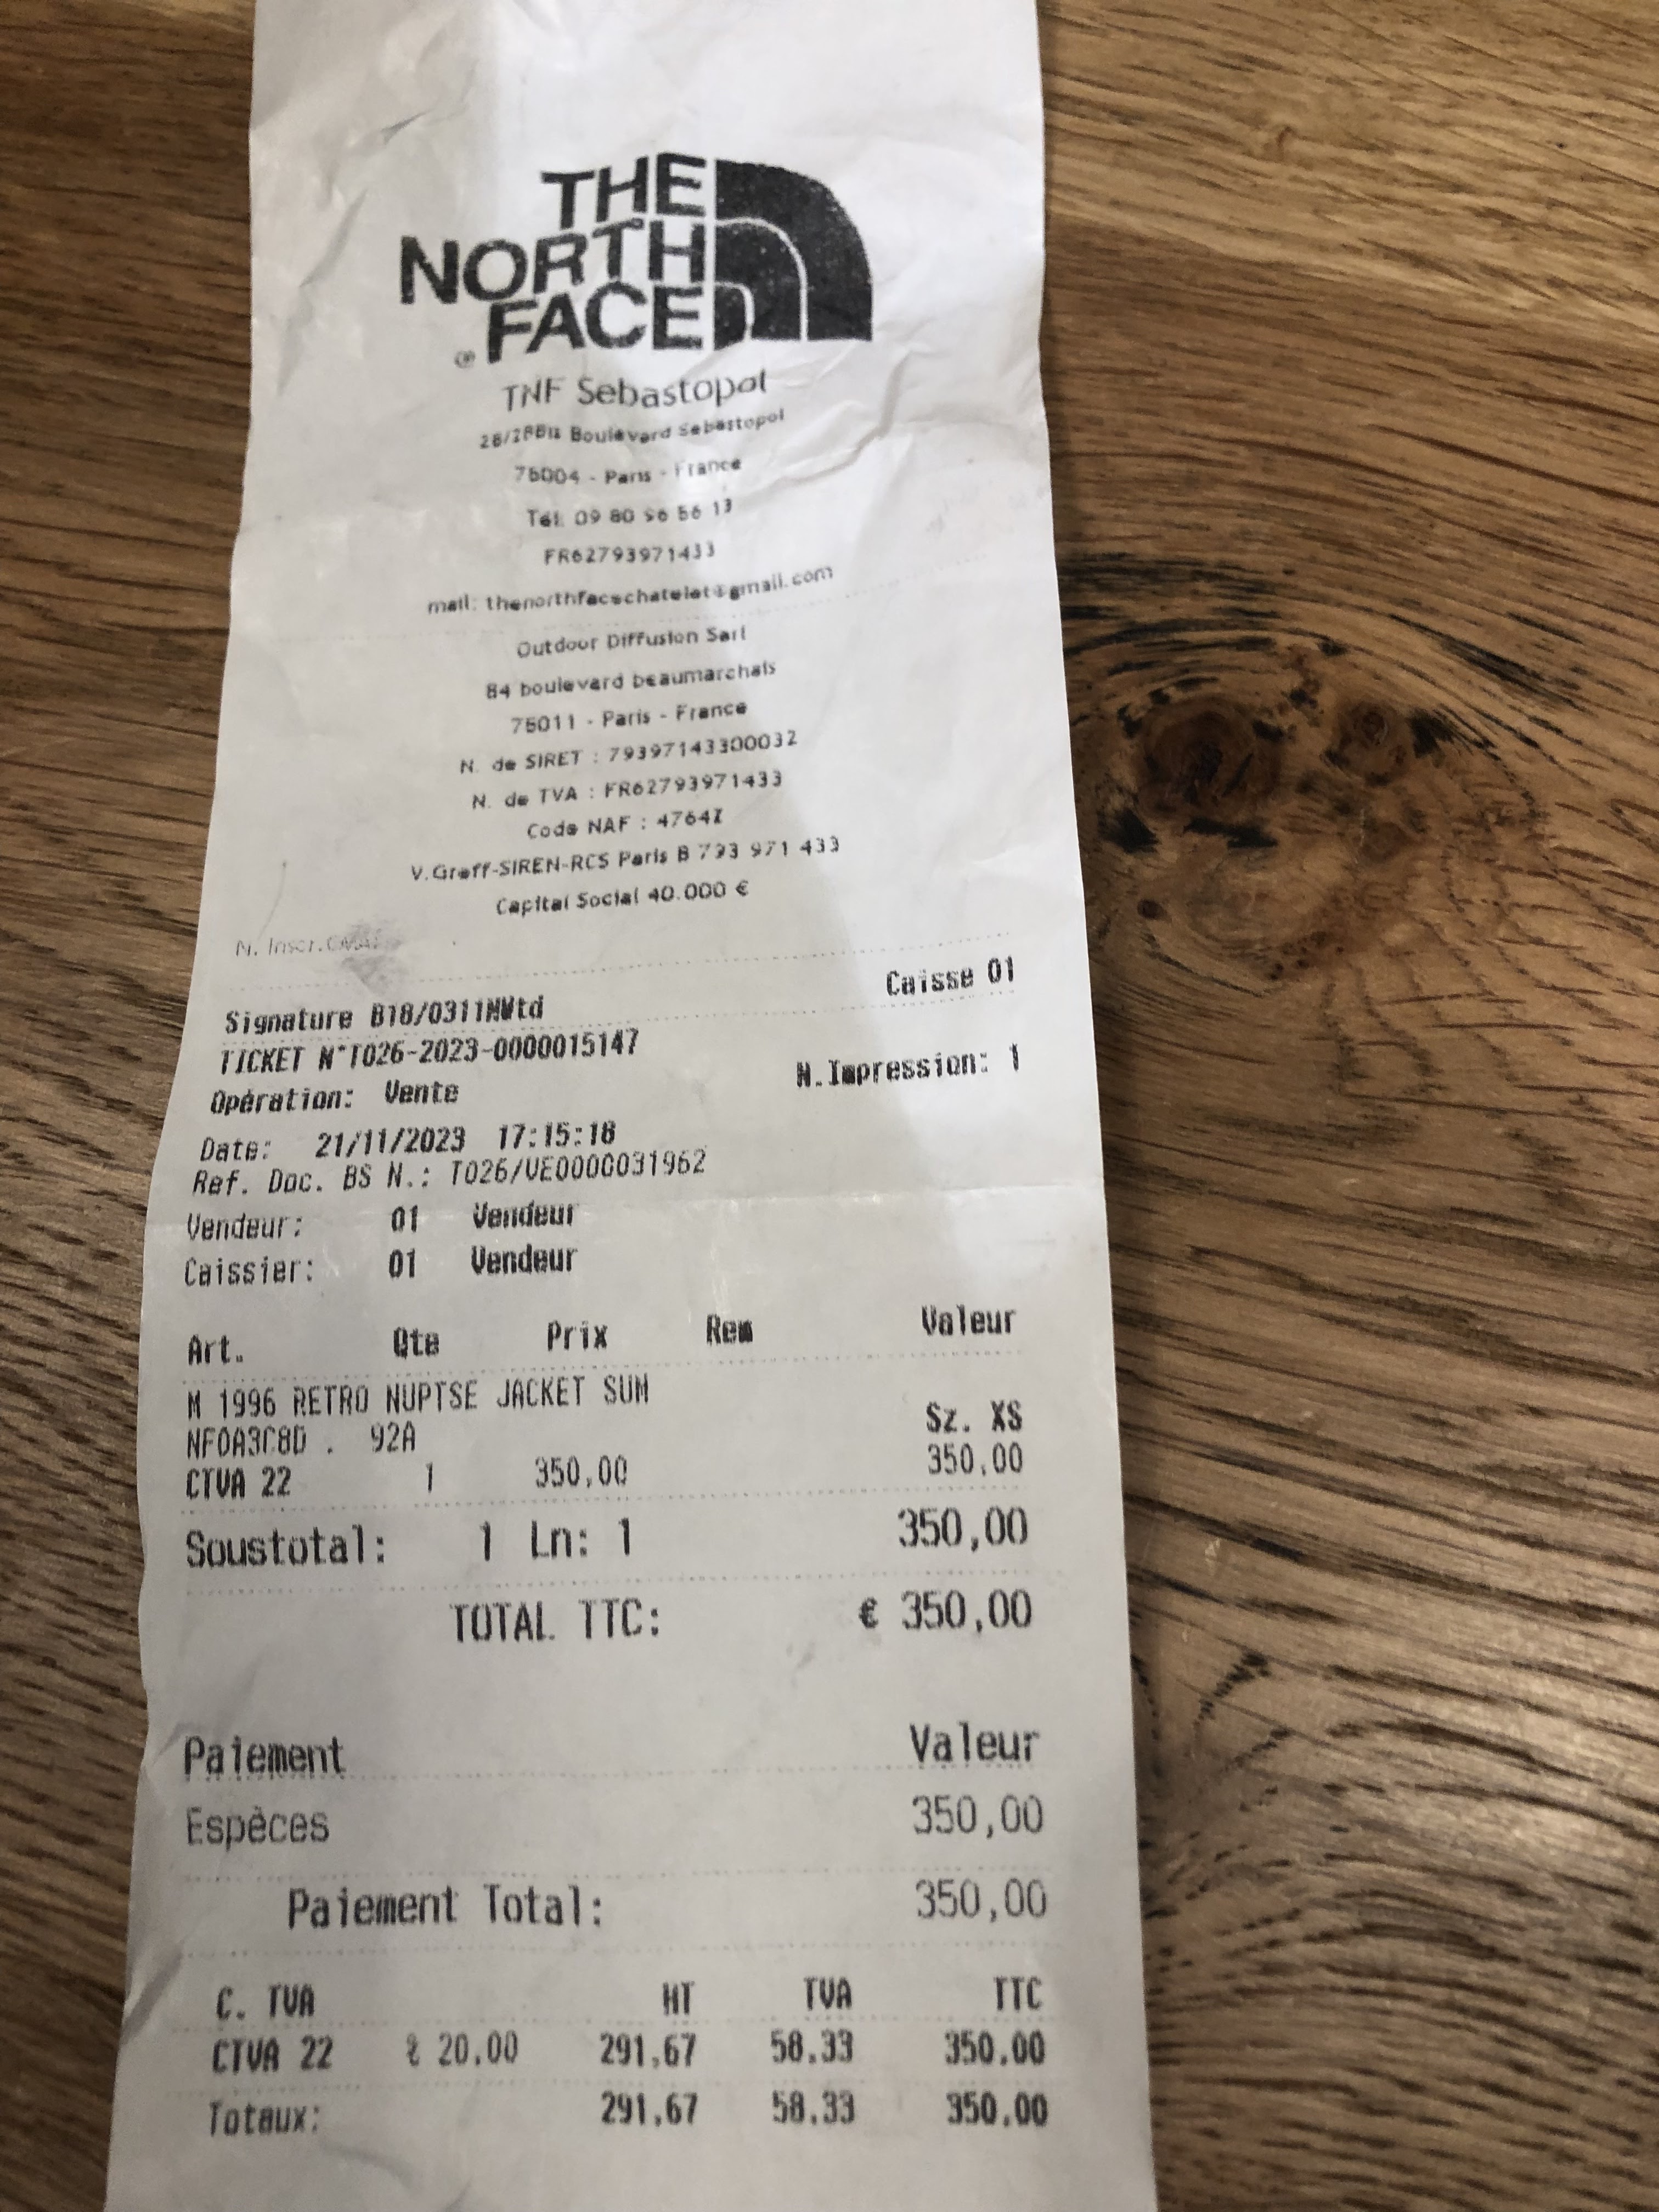 THE
NORTH
FACE
®
TNF Sebastopol
28/28Bis Boulevard Sebastopol
75004 - Paris - France
Tél: 09 80 96 56 13
FR62793971433
mail: thenorthfacechatelet@gmail.com
Outdoor Diffusion Sarl
84 boulevard beaumarchais
75011 - Paris - France
N. de SIRET : 79397143300032
N. de TVA : FR62793971433
Code NAF : 4764Z
V.Greff-SIREN-RCS Paris B 793 971 433
Capital Social 40.000 €
N. Inscr.
Caisse 01
Signature B18/0311NWtd
TICKET N°T026-2023-0000015147
Opération: Vente N.Impression: 1
Date: 21/11/2023 17:15:18
Ref. Doc. BS N.: T026/VE0000031962
Vendeur: 01 Vendeur
Caissier: 01 Vendeur
Art. Qte Prix Rem Valeur
M 1996 RETRO NUPTSE JACKET SUM
NF0A3C8D . 92A Sz. XS
CTVA 22 1 350,00 350,00
Soustotal: 1 Ln: 1 350,00
TOTAL TTC: € 350,00
Paiement Valeur
Espèces 350,00
Paiement Total: 350,00
C. TVA HT TVA TTC
CTVA 22 % 20,00 291,67 58,33 350,00
Totaux: 291,67 58,33 350,00